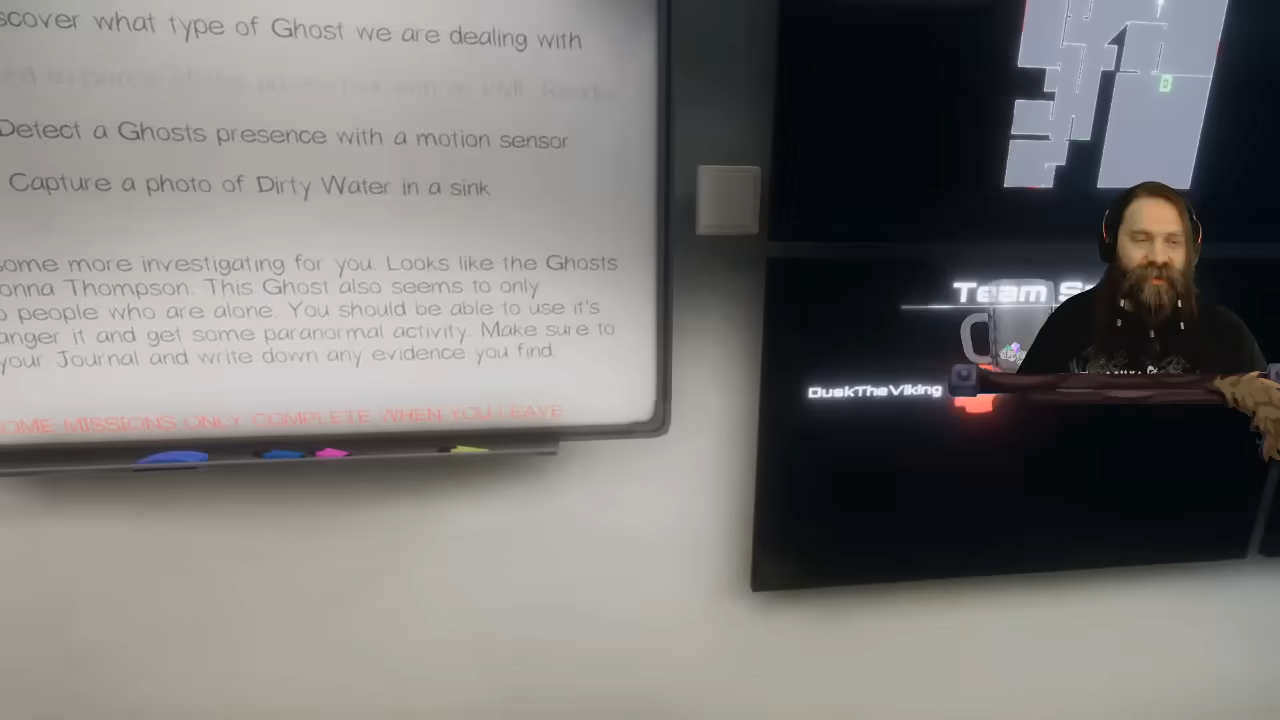 scover what type of Ghost we are dealing with
Detect a Ghosts presence with a motion sensor
Capture a photo of Dirty Water in a sink
some more investigating for you. Looks like the Ghosts
onna Thompson. This Ghost also seems to only
o people who are alone. You should be able to use it's
anger it and get some paranormal activity. Make sure to
your Journal and write down any evidence you find.
OME MISSIONS ONLY COMPLETE WHEN YOU LEAVE
Team S
DuskTheViking